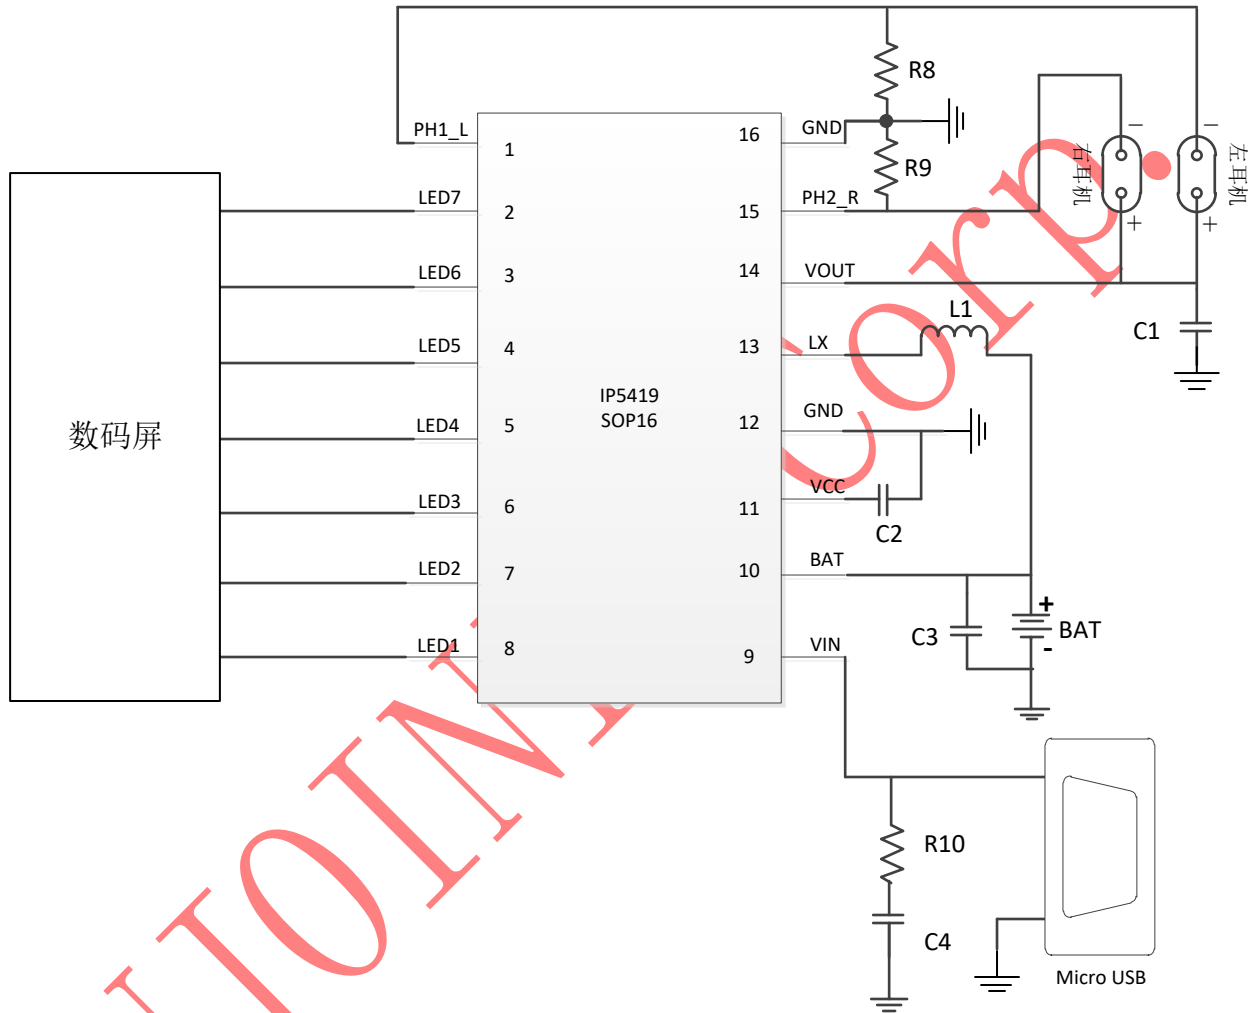 R8
PH1_L
1
16
GND
R9
右耳机
左耳机
LED7
2
15
PH2_R
LED6
3
14
VOUT
L1
C1
LED5
4
13
LX
IP5419
SOP16
数码屏
LED4
5
12
GND
LED3
6
11
VCC
C2
LED2
7
10
BAT
LED1
8
9
VIN
C3
+
BAT
-
R10
C4
Micro USB
Corp.